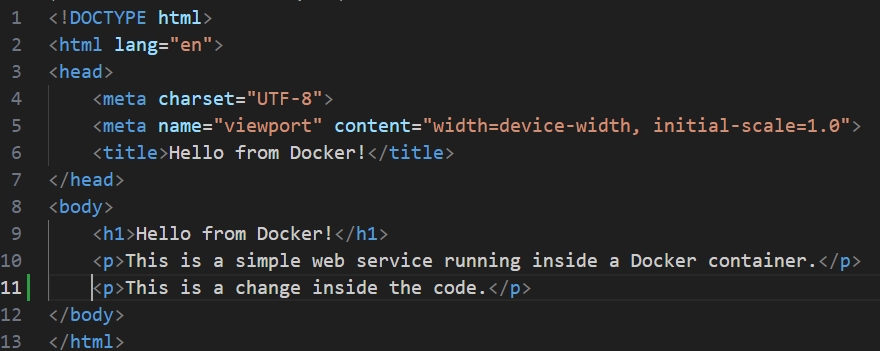 1 <!DOCTYPE html>
2 <html lang="en">
3 <head>
4     <meta charset="UTF-8">
5     <meta name="viewport" content="width=device-width, initial-scale=1.0">
6     <title>Hello from Docker!</title>
7 </head>
8 <body>
9     <h1>Hello from Docker!</h1>
10     <p>This is a simple web service running inside a Docker container.</p>
11     <p>This is a change inside the code.</p>
12 </body>
13 </html>